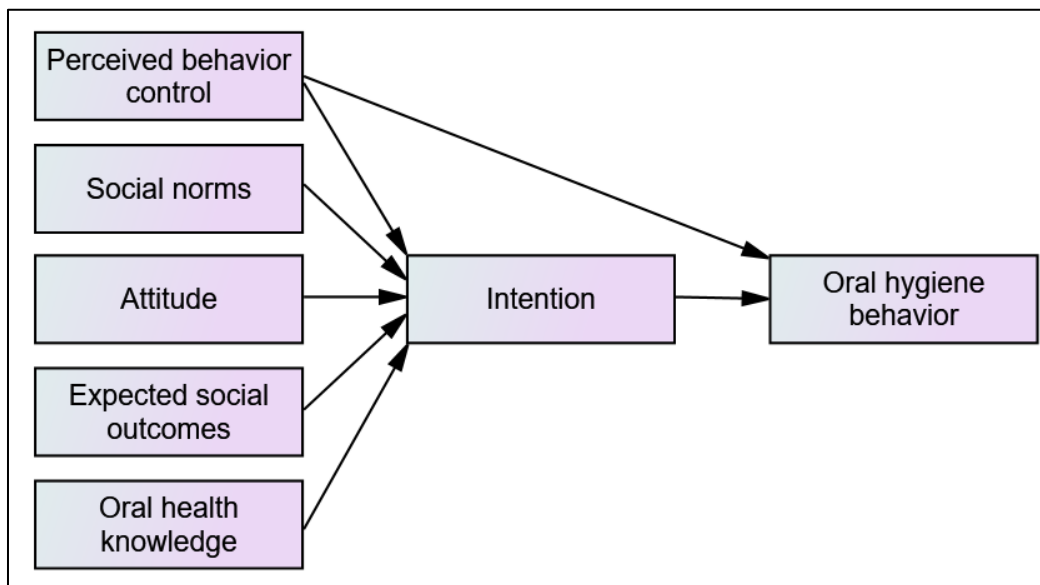 Perceived behavior
control
Social norms
Attitude
Expected social
outcomes
Oral health
knowledge
Intention
Oral hygiene
behavior